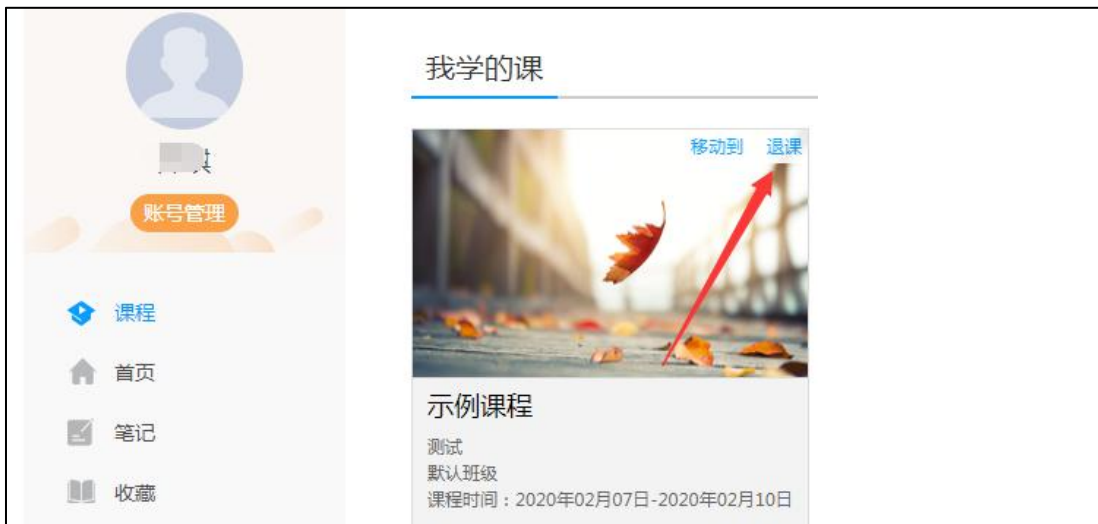 账号管理
课程
首页
笔记
收藏
我学的课
移动到 退课
示例课程
测试
默认班级
课程时间：2020年02月07日-2020年02月10日